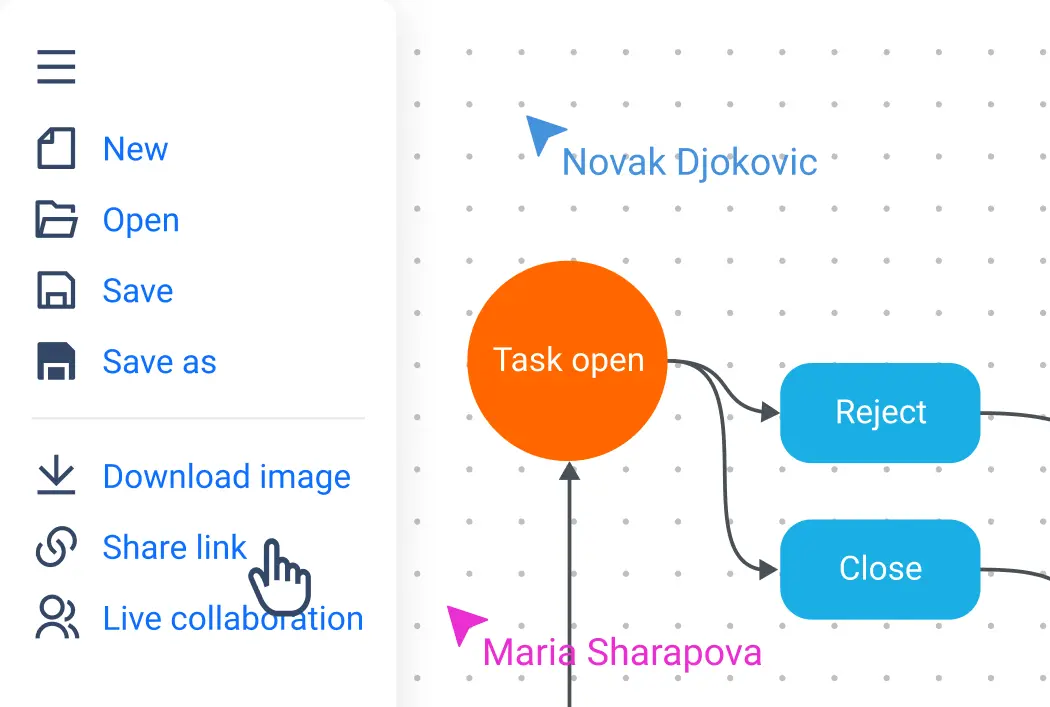 New
Open
Save
Save as
Download image
Share link
Live collaboration
Novak Djokovic
Task open
Reject
Close
Maria Sharapova